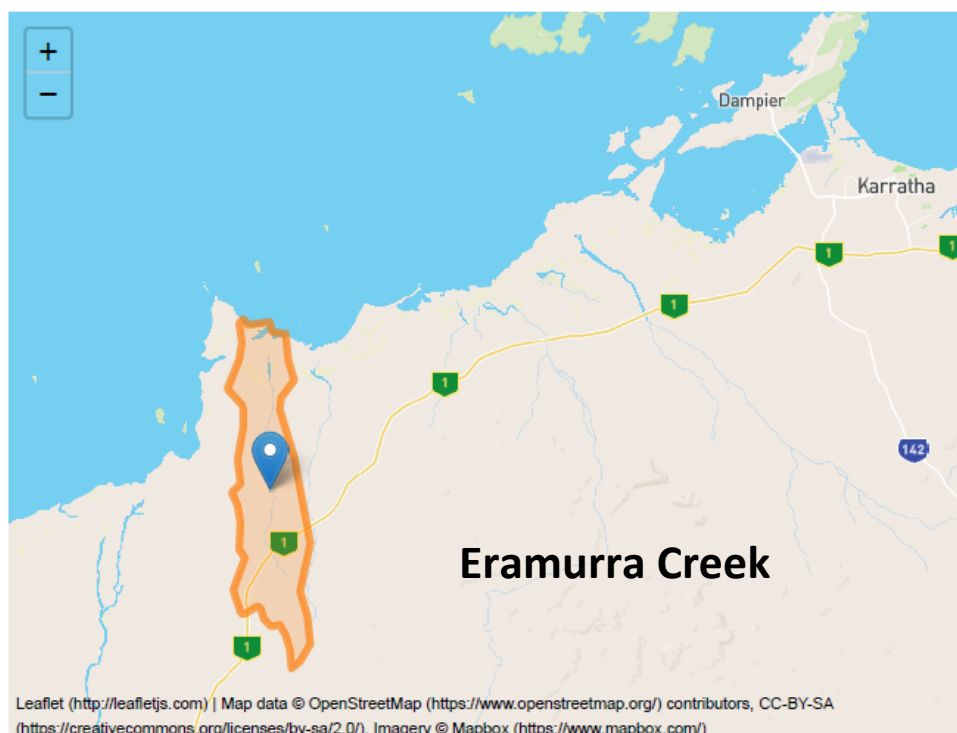 +
−
Dampier
Karratha
1
1
1
1
142
1
Eramurra Creek
1
Leaflet (http://leafletjs.com) | Map data © OpenStreetMap (https://www.openstreetmap.org/) contributors, CC-BY-SA
(https://creativecommons.org/licenses/by-sa/2.0/), Imagery © Mapbox (https://www.mapbox.com/)